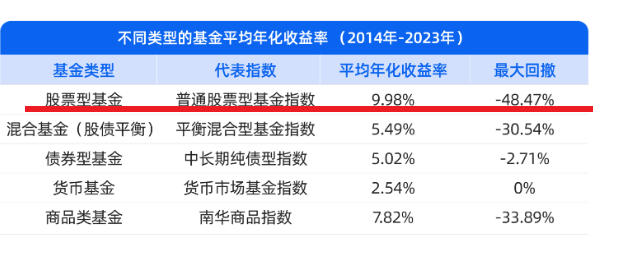 不同类型的基金平均年化收益率 （2014年-2023年）
基金类型 代表指数 平均年化收益率 最大回撤
股票型基金 普通股票型基金指数 9.98% -48.47%
混合基金（股债平衡） 平衡混合型基金指数 5.49% -30.54%
债券型基金 中长期纯债型指数 5.02% -2.71%
货币基金 货币市场基金指数 2.54% 0%
商品类基金 南华商品指数 7.82% -33.89%